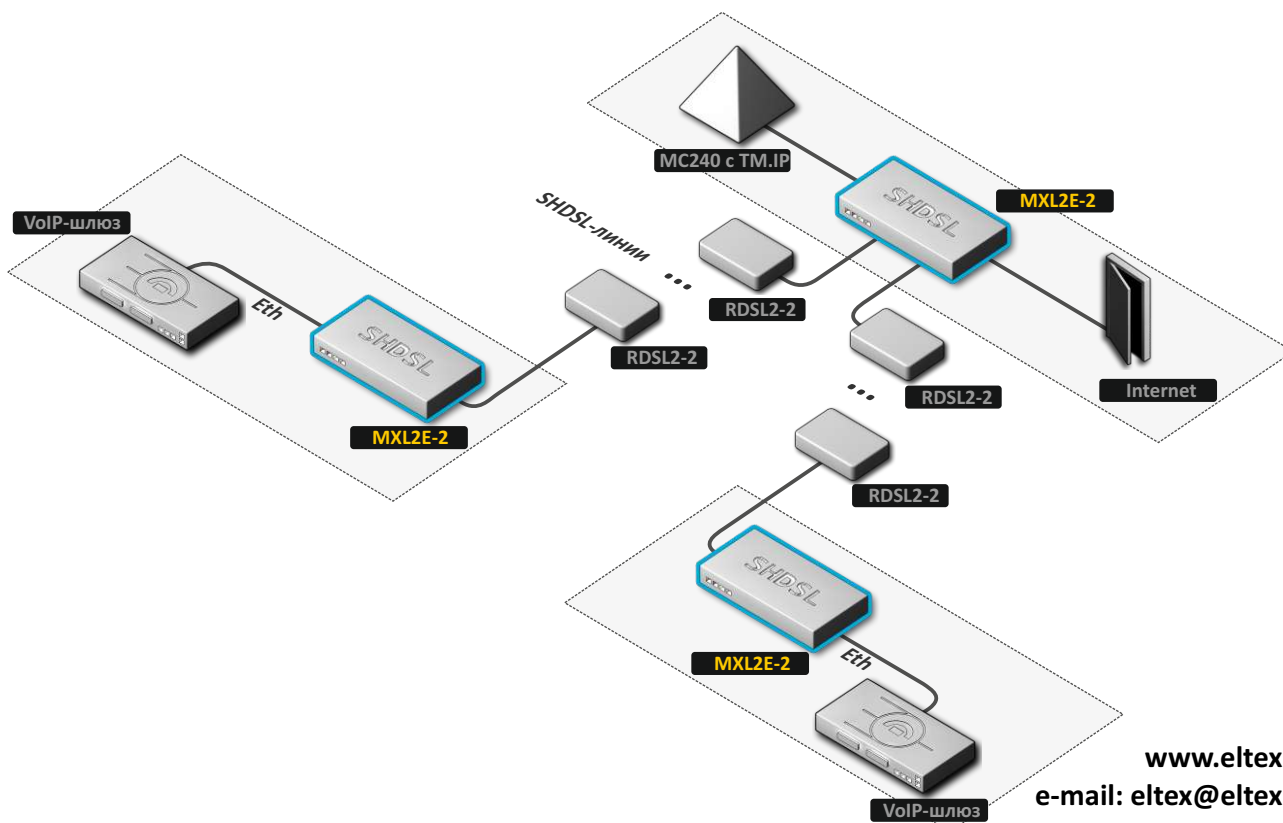 MC240 с TM.IP
SHDSL
MXL2E-2
VoIP-шлюз
SHDSL-линии
RDSL2-2
Eth
SHDSL
RDSL2-2
RDSL2-2
Internet
MXL2E-2
RDSL2-2
SHDSL
MXL2E-2
Eth
VoIP-шлюз
www.eltex
e-mail: eltex@eltex